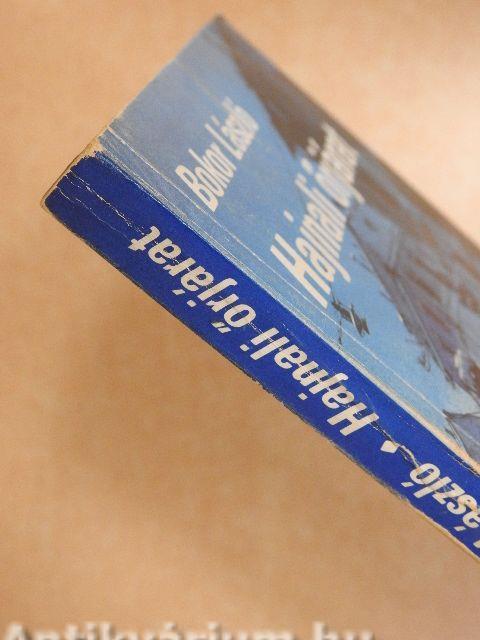 Bokor László
Hajnali őrjárat
László • Hajnali őrjárat
Antikvárium.hu